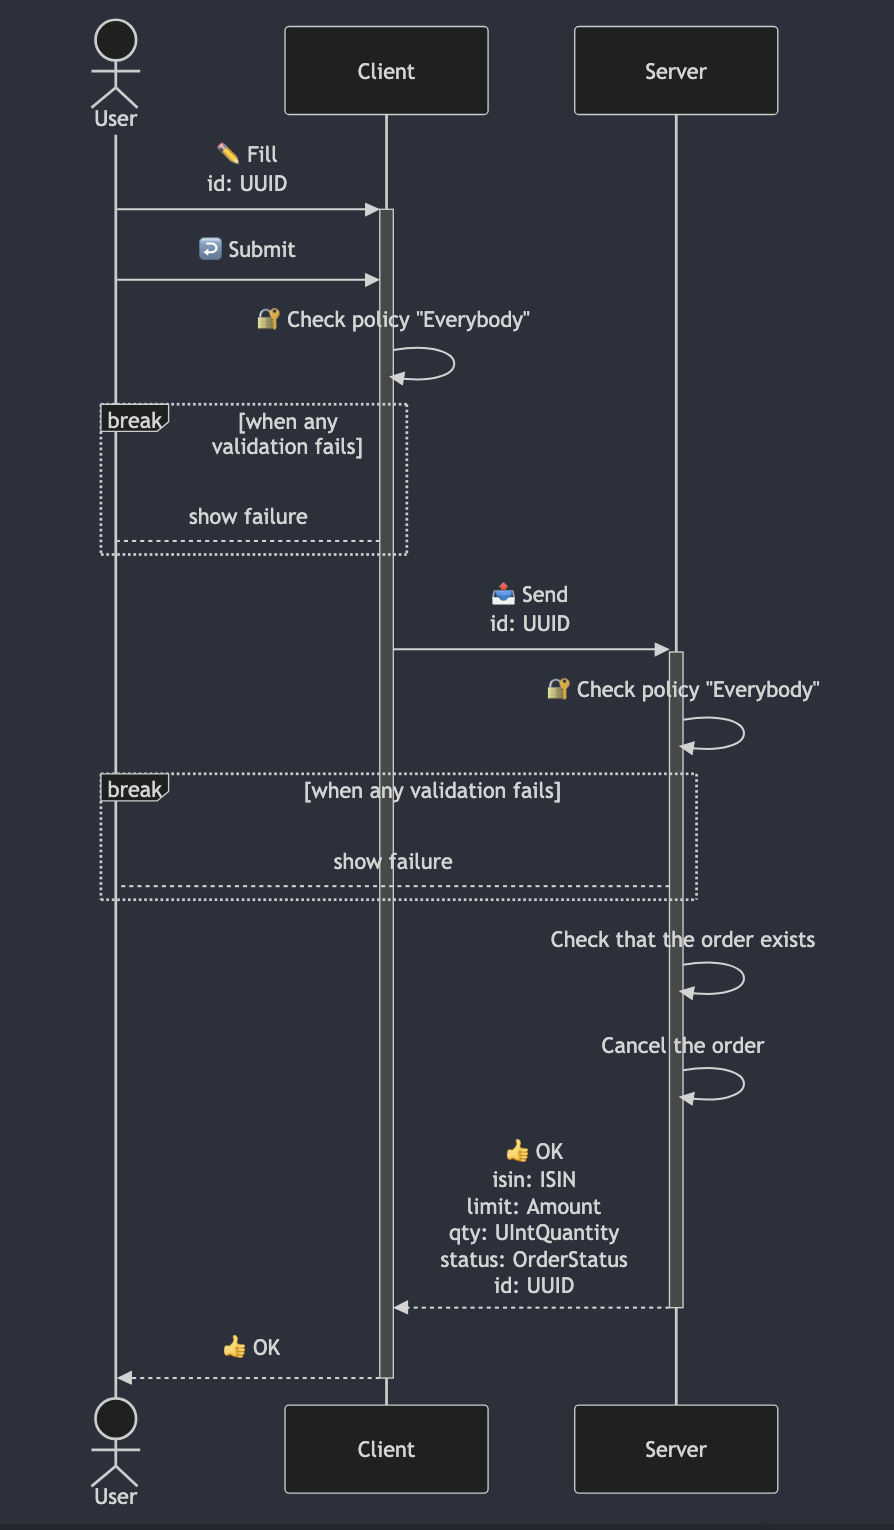 User
Client
Server
✏️ Fill
id: UUID
↩️ Submit
🔐 Check policy "Everybody"
break
[when any
validation fails]
show failure
📤 Send
id: UUID
🔐 Check policy "Everybody"
break
[when any validation fails]
show failure
Check that the order exists
Cancel the order
👍 OK
isin: ISIN
limit: Amount
qty: UIntQuantity
status: OrderStatus
id: UUID
👍 OK
User
Client
Server